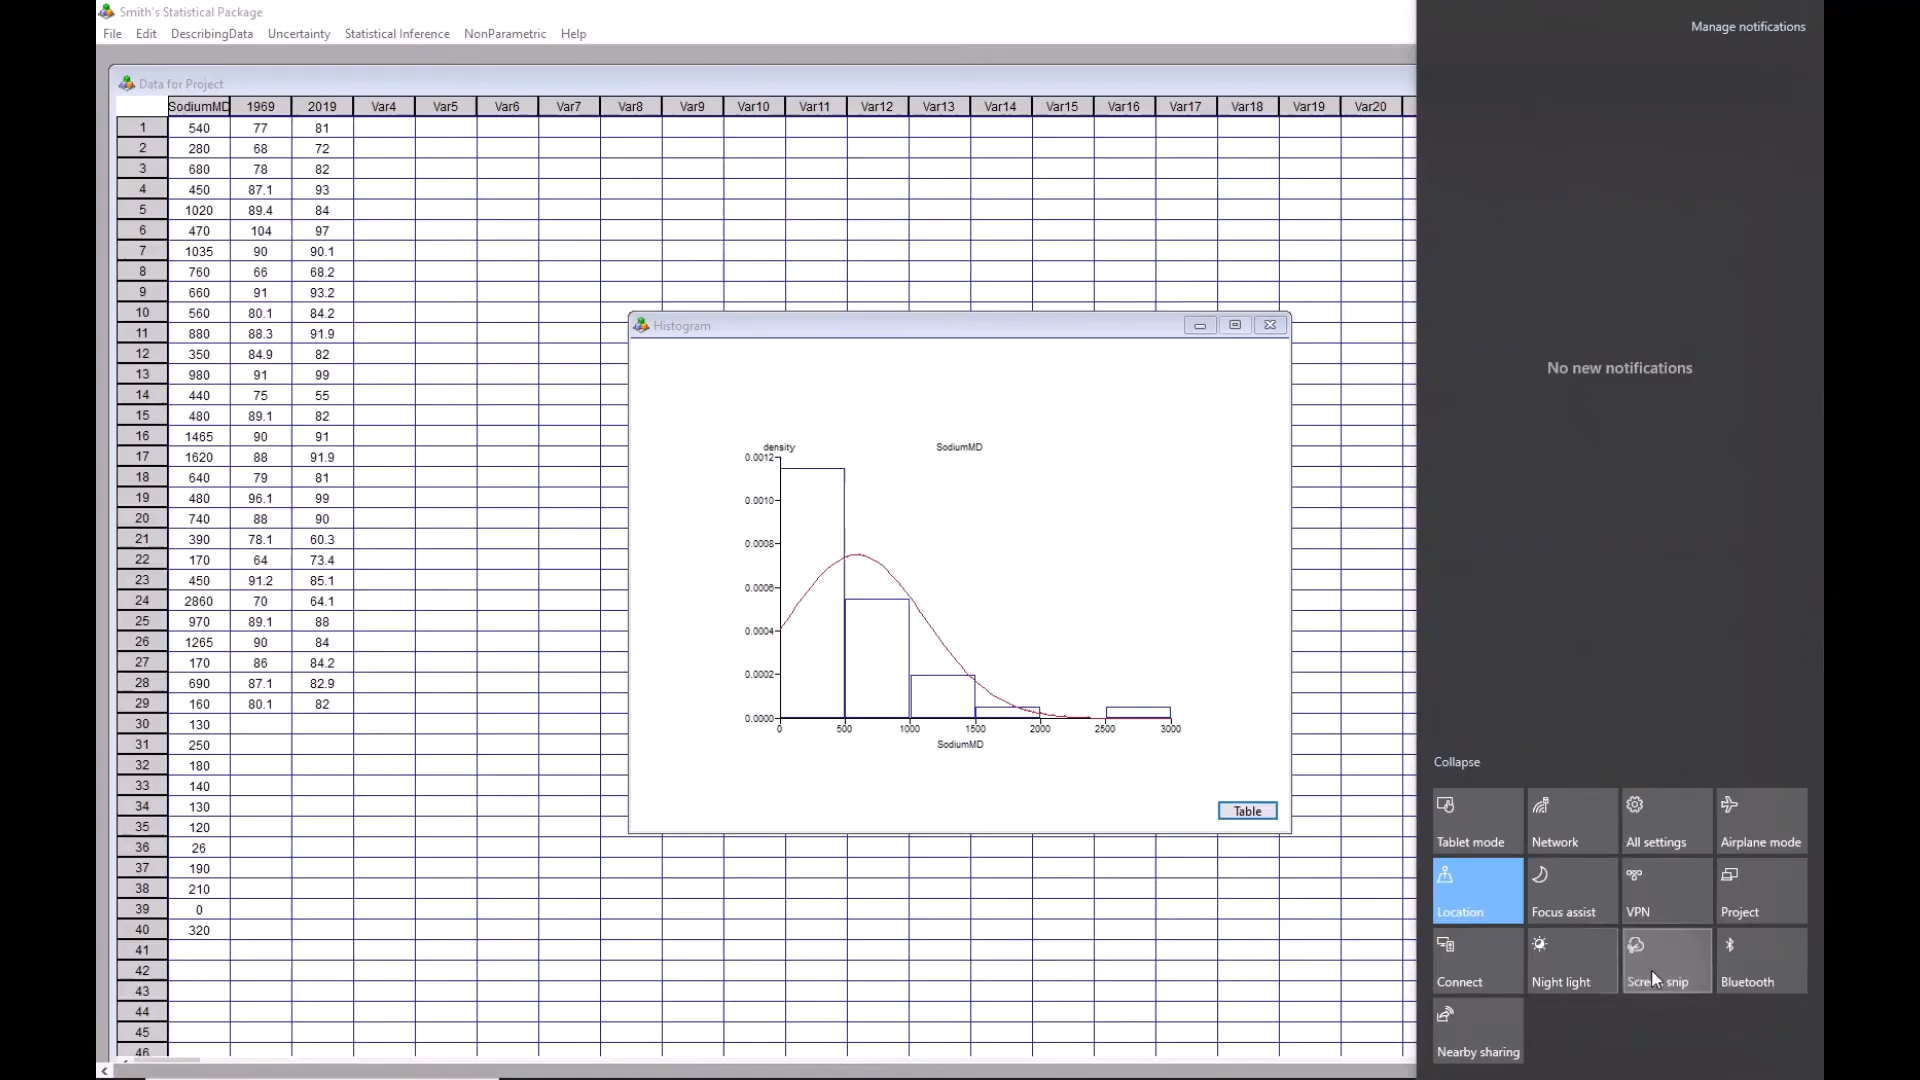 Smith's Statistical Package
File Edit DescribingData Uncertainty Statistical Inference NonParametric Help
Data for Project
SodiumMD 1969 2019 Var4 Var5 Var6 Var7 Var8 Var9 Var10 Var11 Var12 Var13 Var14 Var15 Var16 Var17 Var18 Var19 Var20
1 540 77 81
2 280 68 72
3 680 78 82
4 450 87.1 93
5 1020 89.4 84
6 470 104 97
7 1035 90 90.1
8 760 66 68.2
9 660 91 93.2
10 560 80.1 84.2
11 880 88.3 91.9
12 350 84.9 82
13 980 91 99
14 440 75 55
15 480 89.1 82
16 1465 90 91
17 1620 88 91.9
18 640 79 81
19 480 96.1 99
20 740 88 90
21 390 78.1 60.3
22 170 64 73.4
23 450 91.2 85.1
24 2860 70 64.1
25 970 89.1 88
26 1265 90 84
27 170 86 84.2
28 690 87.1 82.9
29 160 80.1 82
30 130
31 250
32 180
33 140
34 130
35 120
36 26
37 190
38 210
39 0
40 320
41
42
43
44
45
46
Histogram
density
SodiumMD
0.0012
0.0010
0.0008
0.0006
0.0004
0.0002
0.0000
0 500 1000 1500 2000 2500 3000
SodiumMD
Table
Manage notifications
No new notifications
Collapse
Tablet mode Network All settings Airplane mode
Location Focus assist VPN Project
Connect Night light Screen snip Bluetooth
Nearby sharing